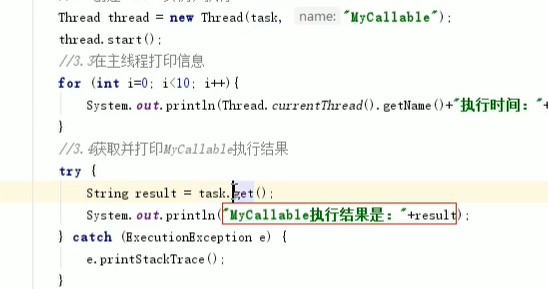 Thread thread = new Thread(task, name: "MyCallable");
thread.start();
//3.3在主线程打印信息
for (int i=0; i<10; i++){
System.out.println(Thread.currentThread().getName()+"执行时间："+
}
//3.4获取并打印MyCallable执行结果
try {
String result = task.get();
System.out.println("MyCallable执行结果是："+result);
} catch (ExecutionException e) {
e.printStackTrace();
}